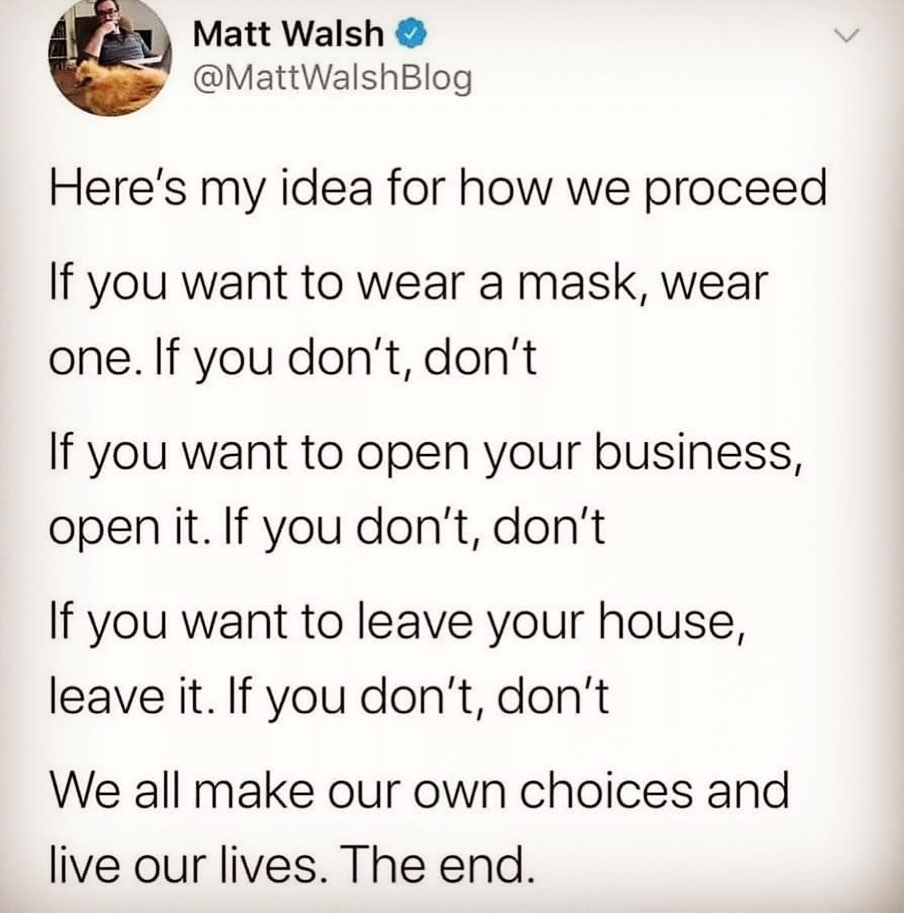 Matt Walsh
@MattWalshBlog
Here's my idea for how we proceed
If you want to wear a mask, wear
one. If you don't, don't
If you want to open your business,
open it. If you don't, don't
If you want to leave your house,
leave it. If you don't, don't
We all make our own choices and
live our lives. The end.